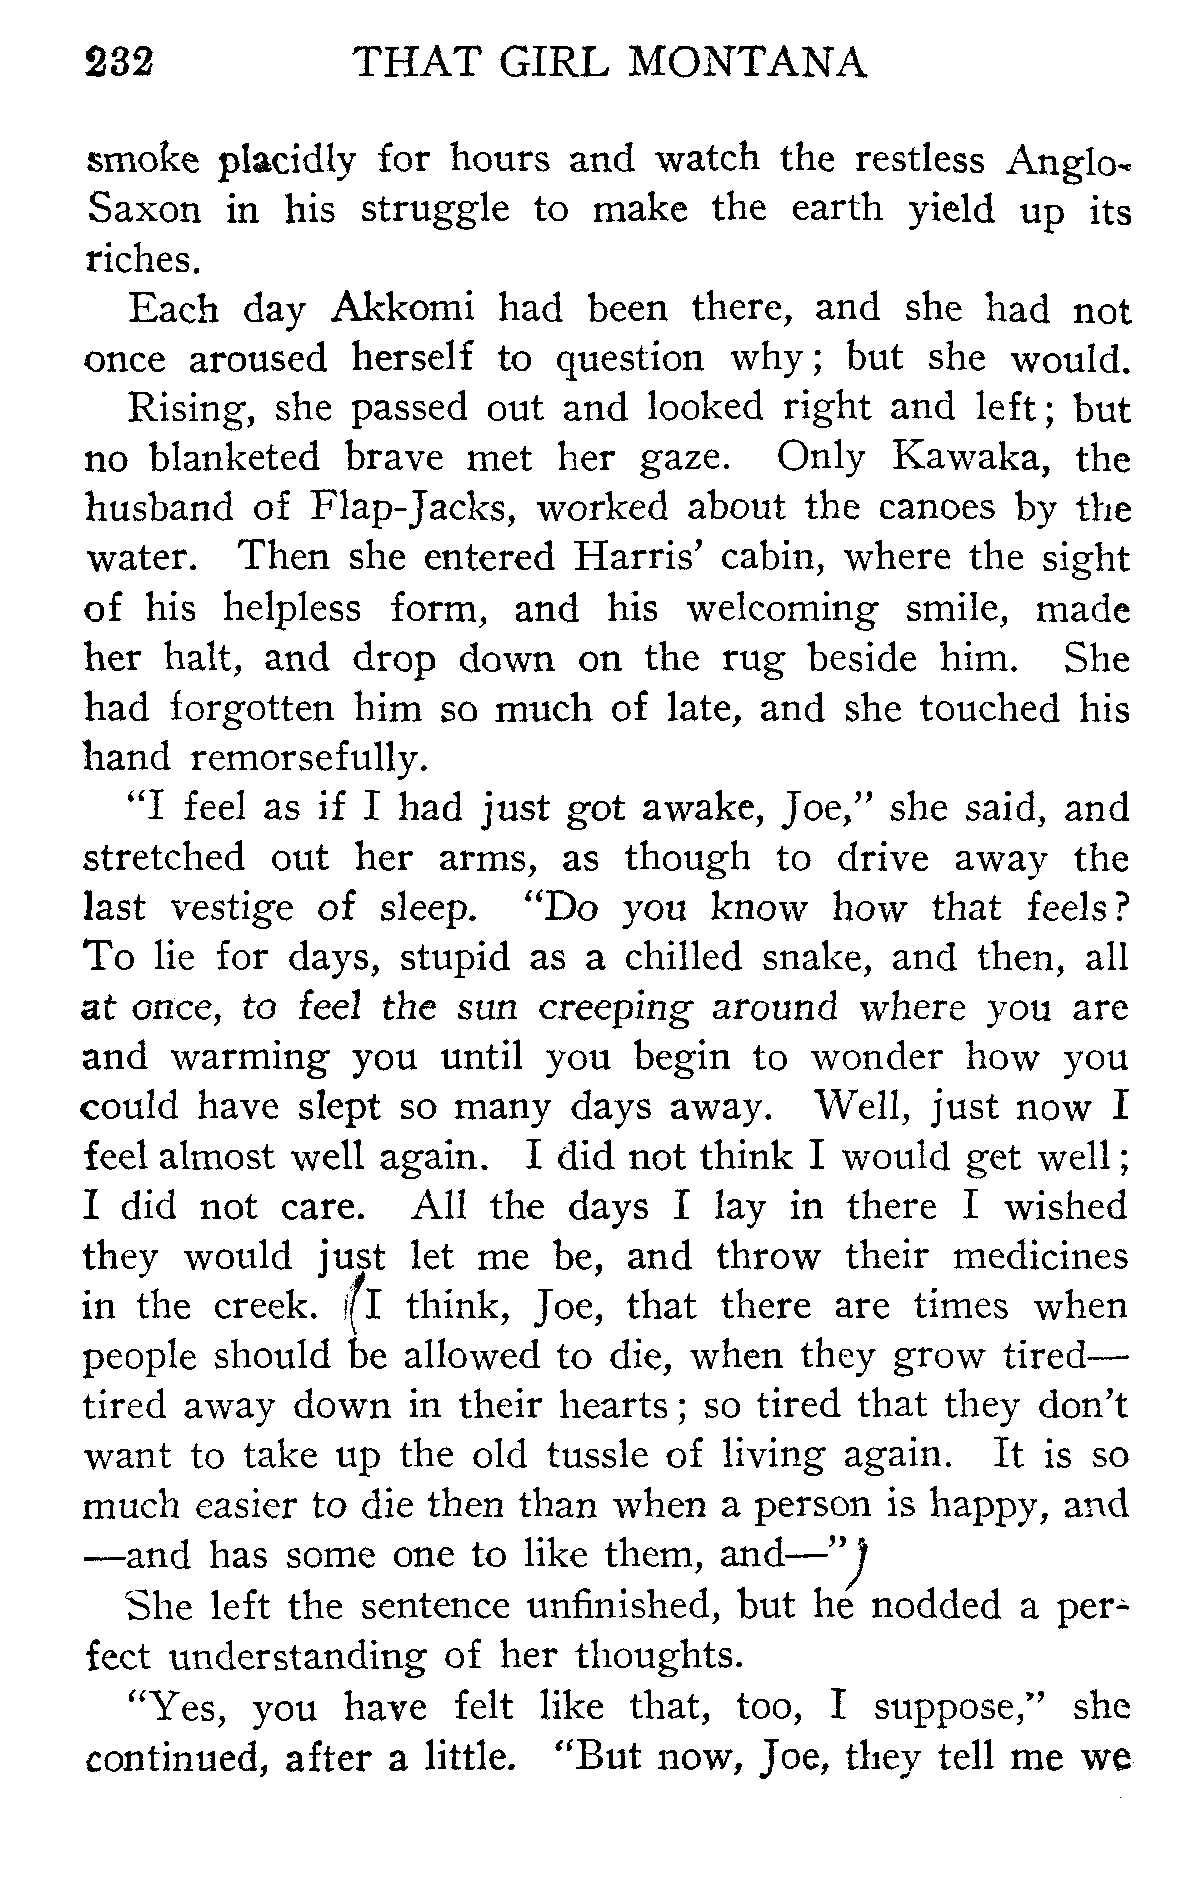 232 THAT GIRL MONTANA
smoke placidly for hours and watch the restless Anglo-
Saxon in his struggle to make the earth yield up its
riches.
Each day Akkomi had been there, and she had not
once aroused herself to question why; but she would.
Rising, she passed out and looked right and left; but
no blanketed brave met her gaze. Only Kawaka, the
husband of Flap-Jacks, worked about the canoes by the
water. Then she entered Harris' cabin, where the sight
of his helpless form, and his welcoming smile, made
her halt, and drop down on the rug beside him. She
had forgotten him so much of late, and she touched his
hand remorsefully.
"I feel as if I had just got awake, Joe," she said, and
stretched out her arms, as though to drive away the
last vestige of sleep. "Do you know how that feels?
To lie for days, stupid as a chilled snake, and then, all
at once, to feel the sun creeping around where you are
and warming you until you begin to wonder how you
could have slept so many days away. Well, just now I
feel almost well again. I did not think I would get well;
I did not care. All the days I lay in there I wished
they would just let me be, and throw their medicines
in the creek. I think, Joe, that there are times when
people should be allowed to die, when they grow tired—
tired away down in their hearts; so tired that they don't
want to take up the old tussle of living again. It is so
much easier to die then than when a person is happy, and
—and has some one to like them, and—"
She left the sentence unfinished, but he nodded a per-
fect understanding of her thoughts.
"Yes, you have felt like that, too, I suppose," she
continued, after a little. "But now, Joe, they tell me we